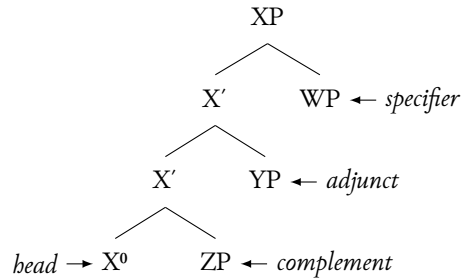 XP
X′ WP ← specifier
X′ YP ← adjunct
head → X⁰ ZP ← complement